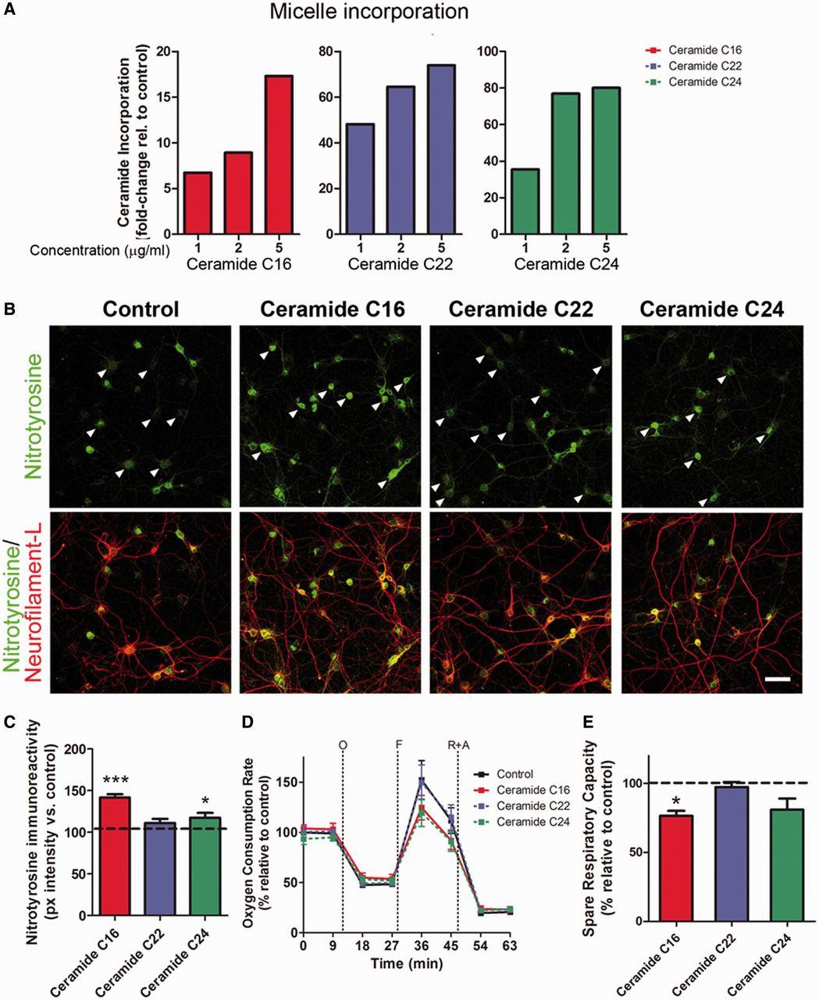 A
Micelle incorporation
Ceramide Incorporation
(fold-change rel. to control)
20
15
10
5
0
80
60
40
20
0
100
80
60
40
20
0
Ceramide C16
Ceramide C22
Ceramide C24
Concentration (μg/ml)
1 2 5
1 2 5
1 2 5
Ceramide C16
Ceramide C22
Ceramide C24
B
Control
Ceramide C16
Ceramide C22
Ceramide C24
Nitrotyrosine
Nitrotyrosine/
Neurofilament-L
C
Nirotyrosine immunoreactivity
(px intensity vs. control)
200
150
100
50
0
***
*
Ceramide C16
Ceramide C22
Ceramide C24
D
Oxygen Consumption Rate
(% relative to control)
150
100
50
0
O
F
R+A
Control
Ceramide C16
Ceramide C22
Ceramide C24
0 9 18 27 36 45 54 63
Time (min)
E
Spare Respiratory Capacity
(% relative to control)
100
50
0
*
Ceramide C16
Ceramide C22
Ceramide C24